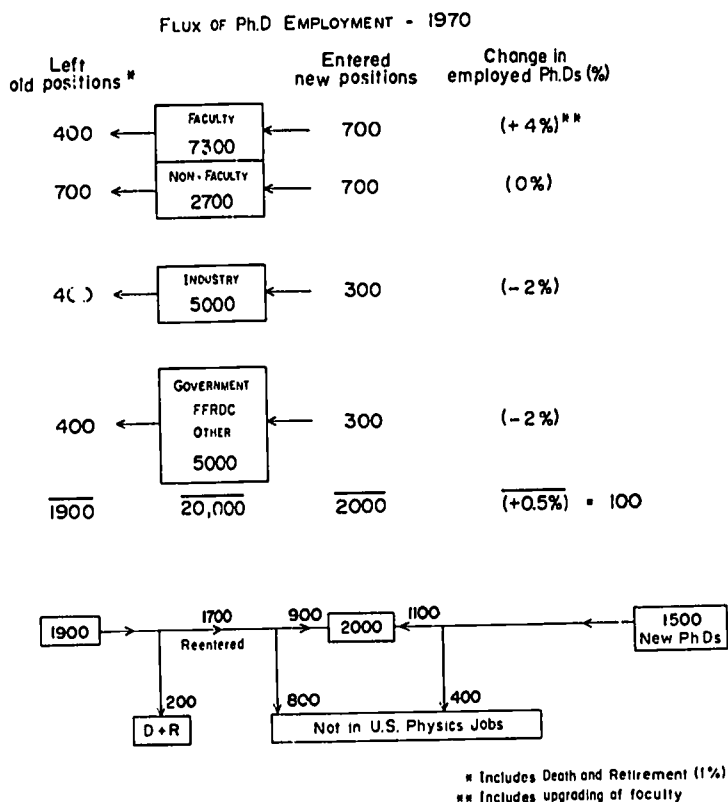 FLUX OF Ph.D EMPLOYMENT - 1970
Left old positions *
Entered new positions
Change in employed Ph.Ds (%)
400
FACULTY
7300
700
(+4%)**
700
NON-FACULTY
2700
700
(0%)
INDUSTRY
5000
300
(-2%)
400
GOVERNMENT
FFRDC
OTHER
5000
300
(-2%)
1900
20,000
2000
(+0.5%) = 100
1900
1700
Reentered
900
2000
1100
1500
New PhDs
200
800
400
D+R
Not in U.S. Physics Jobs
* Includes Death and Retirement (1%)
** Includes upgrading of faculty